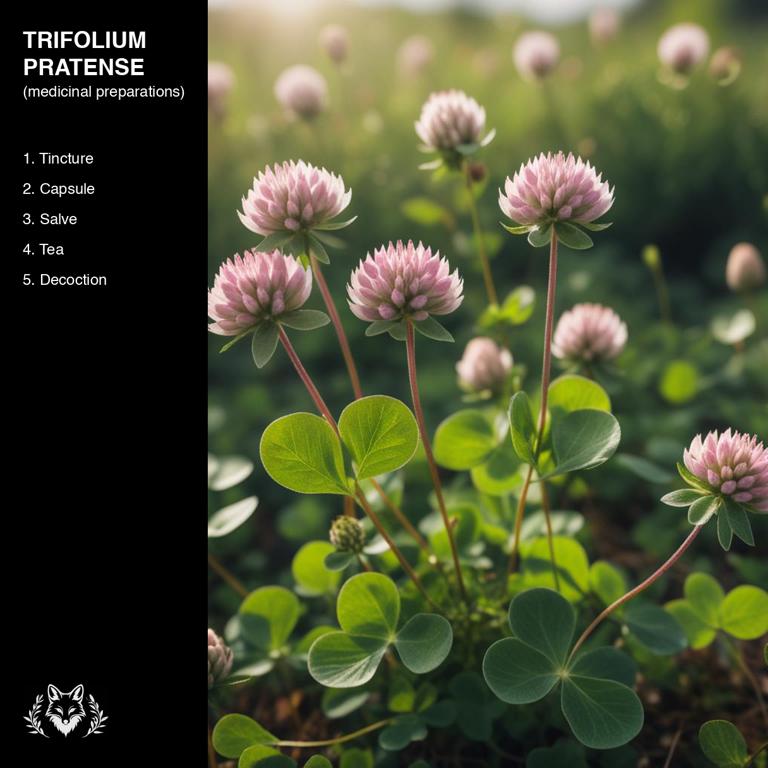 TRIFOLIUM
PRATENSE
(medicinal preparations)
1. Tincture
2. Capsule
3. Salve
4. Tea
5. Decoction